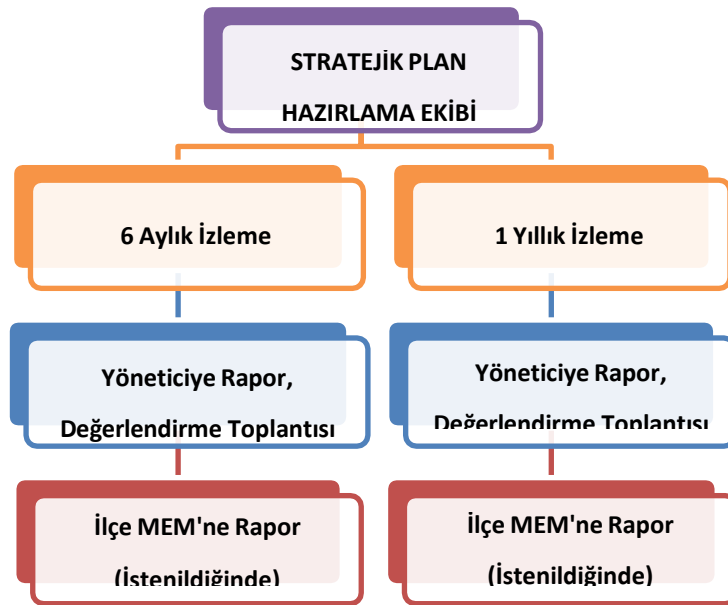 STRATEJİK PLAN
HAZIRLAMA EKİBİ
6 Aylık İzleme
1 Yıllık İzleme
Yöneticiye Rapor,
Değerlendirme Toplantısı
Yöneticiye Rapor,
Değerlendirme Toplantısı
İlçe MEM'ne Rapor
(İstenildiğinde)
İlçe MEM'ne Rapor
(İstenildiğinde)